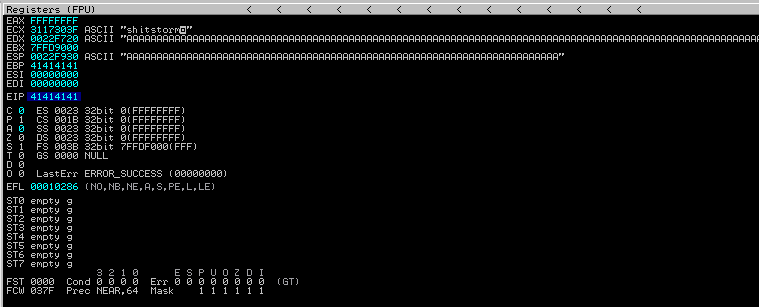 Registers (FPU) < < < < < < < < < < < <
EAX FFFFFFFF
ECX 3117303F ASCII "shitstorm
EDX 0022F720 ASCII
EBX 7FFD9000
ESP 0022F930 ASCII
EBP 41414141
ESI 00000000
EDI 00000000
EIP 41414141
C 0 ES 0023 32bit 0(FFFFFFFF)
P 1 CS 001B 32bit 0(FFFFFFFF)
A 0 SS 0023 32bit 0(FFFFFFFF)
Z 0 DS 0023 32bit 0(FFFFFFFF)
S 1 FS 003B 32bit 7FFDF000(FFF)
T 0 GS 0000 NULL
D 0
O 0 LastErr ERROR_SUCCESS (00000000)
EFL 00010286 (NO,NB,NE,A,S,PE,L,LE)
ST0 empty g
ST1 empty g
ST2 empty g
ST3 empty g
ST4 empty g
ST5 empty g
ST6 empty g
ST7 empty g
3 2 1 0 E S P U O Z D I
FST 0000 Cond 0 0 0 0 Err 0 0 0 0 0 0 0 0 (GT)
FCW 037F Prec NEAR,64 Mask 1 1 1 1 1 1